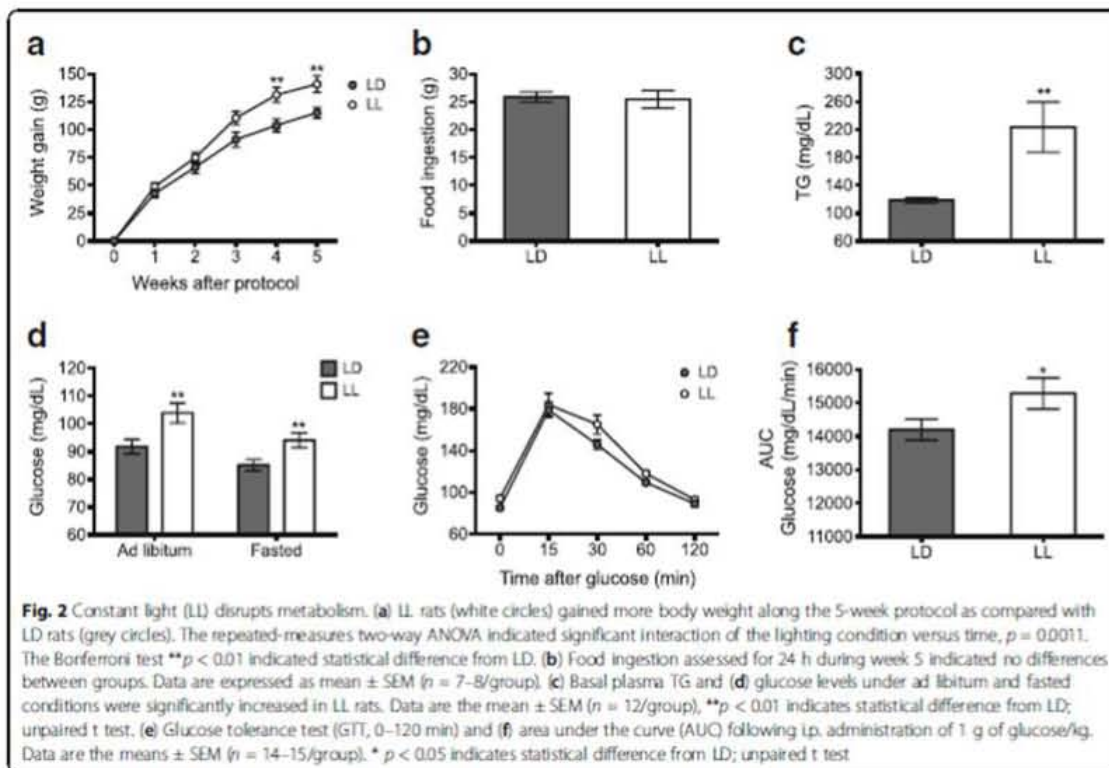 a
150
125
100
75
50
25
0
Weight gain (g)
** **
LD
LL
0 1 2 3 4 5
Weeks after protocol
b
30
25
20
15
10
5
0
Food ingestion (g)
LD LL
c
300
260
220
180
140
100
60
TG (mg/dL)
**
LD LL
d
120
110
100
90
80
70
60
Glucose (mg/dL)
** **
LD
LL
Ad libitum Fasted
e
220
180
140
100
60
Glucose (mg/dL)
LD
LL
0 15 30 60 120
Time after glucose (min)
f
16000
15000
14000
13000
12000
11000
AUC
Glucose (mg/dL/min)
*
LD LL
Fig. 2 Constant light (LL) disrupts metabolism. (a) LL rats (white circles) gained more body weight along the 5-week protocol as compared with
LD rats (grey circles). The repeated-measures two-way ANOVA indicated significant interaction of the lighting condition versus time, p = 0.0011.
The Bonferroni test **p < 0.01 indicated statistical difference from LD. (b) Food ingestion assessed for 24 h during week 5 indicated no differences
between groups. Data are expressed as mean ± SEM (n = 7–8/group). (c) Basal plasma TG and (d) glucose levels under ad libitum and fasted
conditions were significantly increased in LL rats. Data are the mean ± SEM (n = 12/group), **p < 0.01 indicates statistical difference from LD;
unpaired t test. (e) Glucose tolerance test (GTT, 0–120 min) and (f) area under the curve (AUC) following i.p. administration of 1 g of glucose/kg.
Data are the means ± SEM (n = 14–15/group). * p < 0.05 indicates statistical difference from LD; unpaired t test